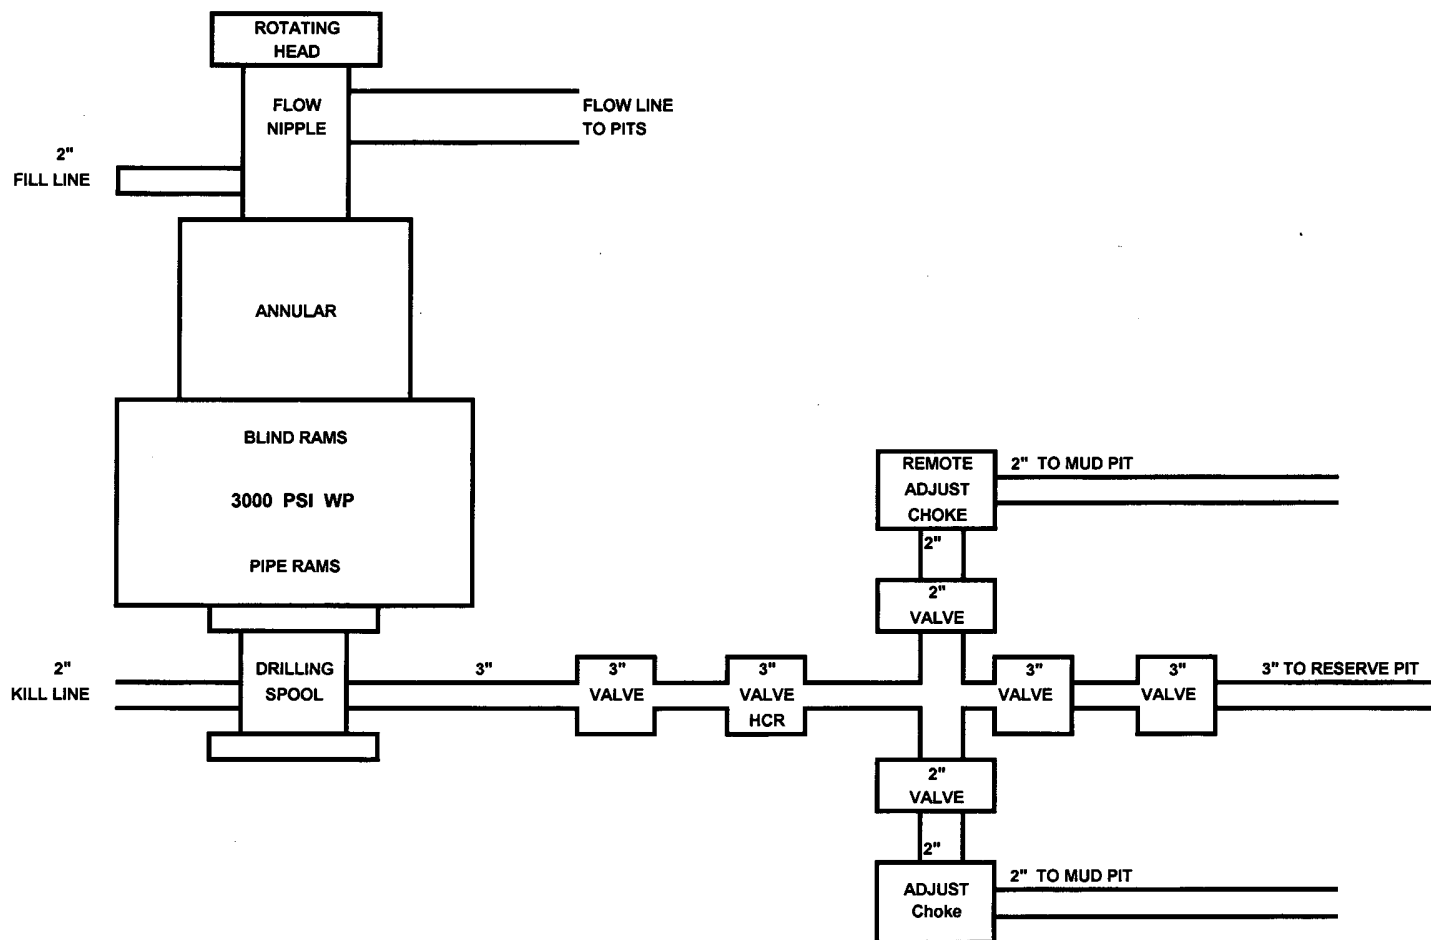 ROTATING
HEAD
FLOW
NIPPLE
FLOW LINE
TO PITS
2"
FILL LINE
ANNULAR
BLIND RAMS
3000 PSI WP
PIPE RAMS
2"
KILL LINE
DRILLING
SPOOL
3"
3"
VALVE
3"
VALVE
HCR
REMOTE
ADJUST
CHOKE
2" TO MUD PIT
2"
2"
VALVE
3"
VALVE
3"
VALVE
3" TO RESERVE PIT
2"
VALVE
2"
ADJUST
Choke
2" TO MUD PIT